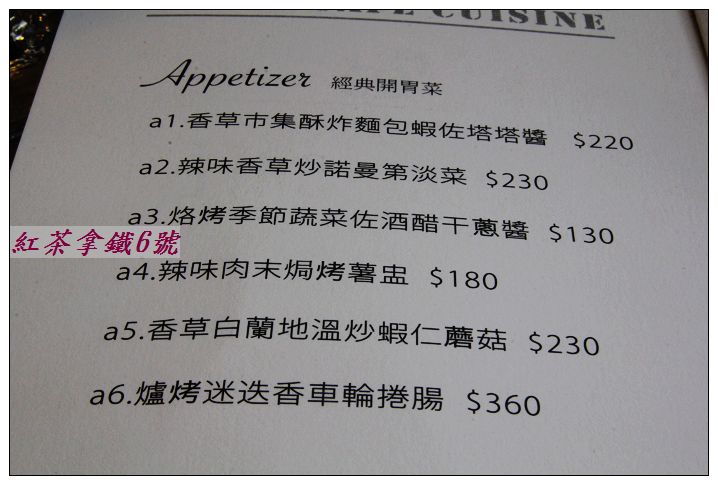 CUISINE
Appetizer 經典開胃菜
a1.香草市集酥炸麵包蝦佐塔塔醬 $220
a2.辣味香草炒諾曼第淡菜 $230
a3.烙烤季節蔬菜佐酒醋干蔥醬 $130
紅茶拿鐵6號
a4.辣味肉末焗烤薯盅 $180
a5.香草白蘭地溫炒蝦仁蘑菇 $230
a6.爐烤迷迭香車輪捲腸 $360